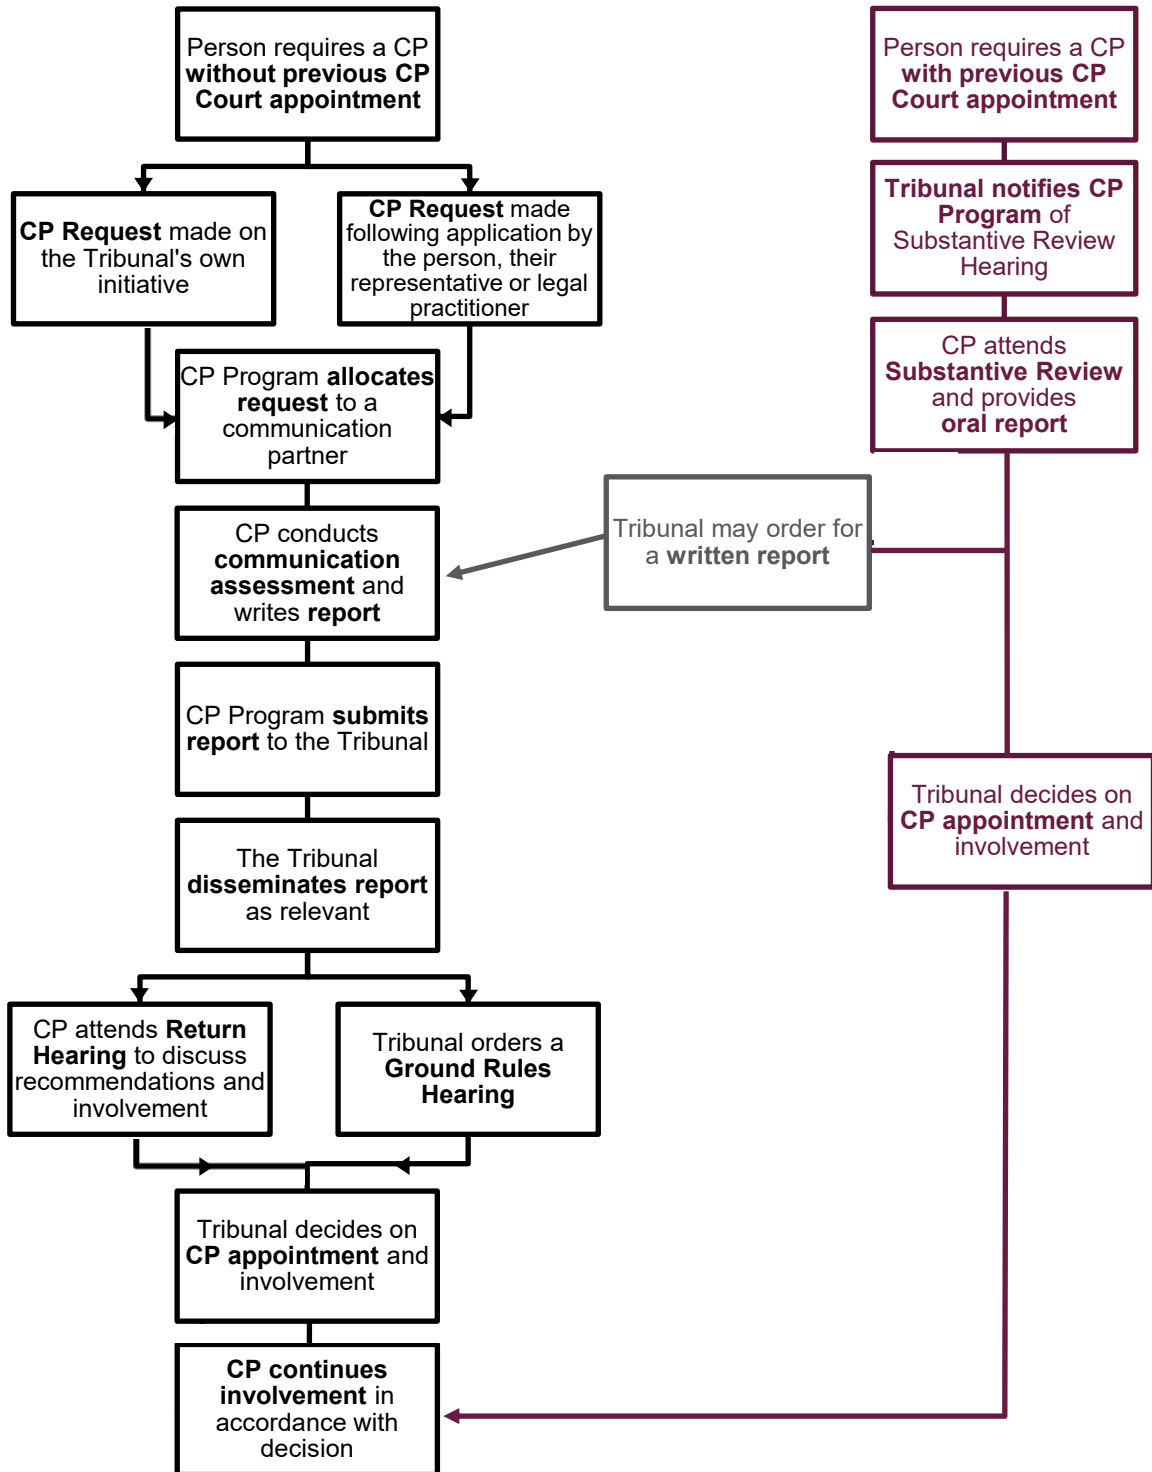 Person requires a CP
without previous CP
Court appointment
CP Request made on
the Tribunal's own
initiative
CP Request made
following application by
the person, their
representative or legal
practitioner
CP Program allocates
request to a
communication
partner
CP conducts
communication
assessment and
writes report
CP Program submits
report to the Tribunal
The Tribunal
disseminates report
as relevant
CP attends Return
Hearing to discuss
recommendations and
involvement
Tribunal orders a
Ground Rules
Hearing
Tribunal decides on
CP appointment and
involvement
CP continues
involvement in
accordance with
decision
Person requires a CP
with previous CP
Court appointment
Tribunal notifies CP
Program of
Substantive Review
Hearing
CP attends
Substantive Review
and provides
oral report
Tribunal may order for
a written report
Tribunal decides on
CP appointment and
involvement